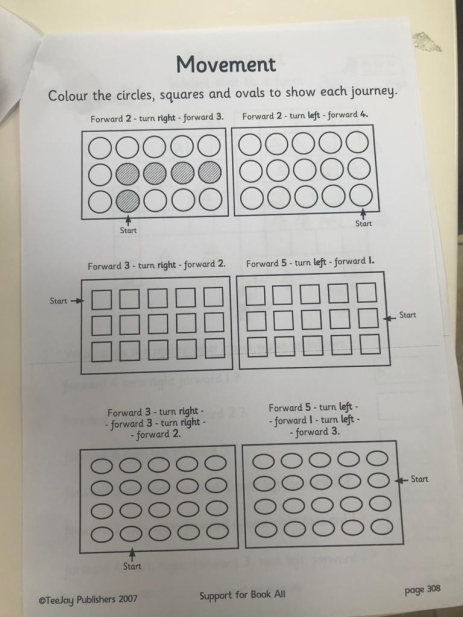 Movement
Colour the circles, squares and ovals to show each journey.
Forward 2 - turn right - forward 3.
Forward 2 - turn left - forward 4.
Start
Start
Forward 3 - turn right - forward 2.
Forward 5 - turn left - forward 1.
Start
Start
Forward 3 - turn right -
- forward 3 - turn right -
- forward 2.
Forward 5 - turn left -
- forward 1 - turn left -
- forward 3.
Start
Start
©TeeJay Publishers 2007
Support for Book A11
page 308